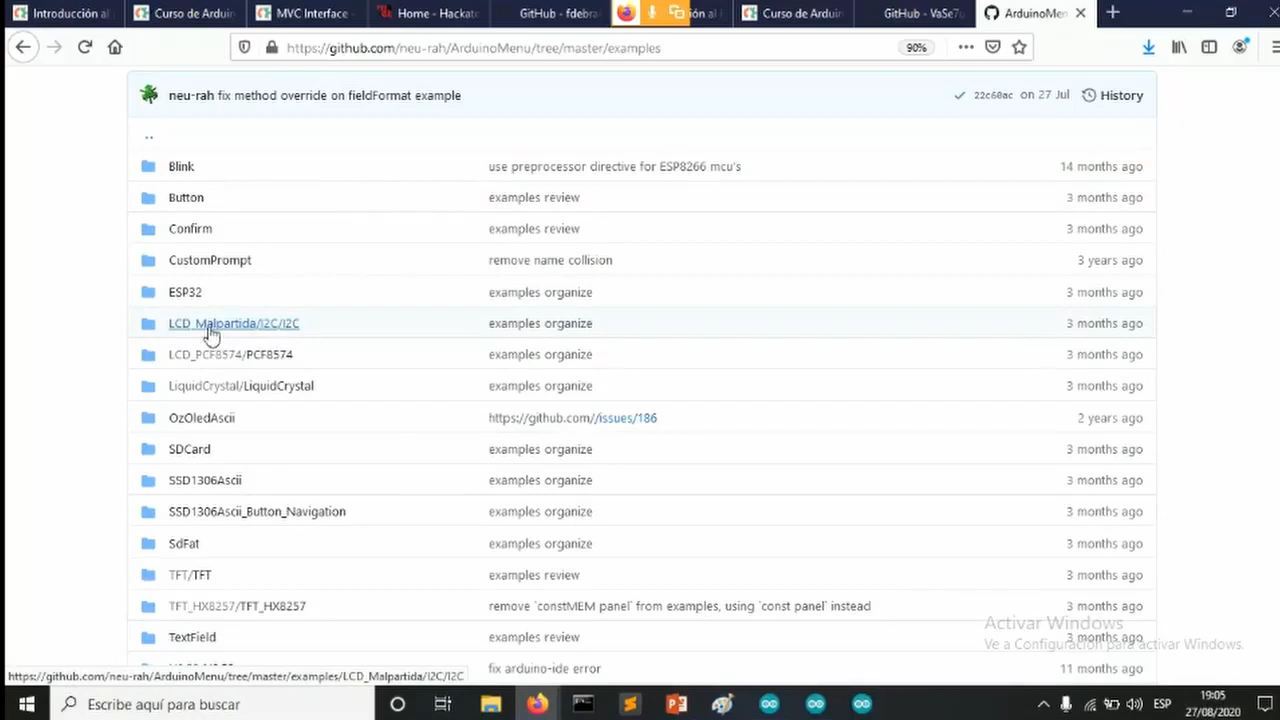 Introducción al
Curso de Arduin
MVC Interface -
Home - Hackate
GitHub - fdebra
ión al
Curso de Arduin
GitHub - VaSe7u
ArduinoMenu
https://github.com/neu-rah/ArduinoMenu/tree/master/examples
90%
neu-rah fix method override on fieldFormat example
22c60ac on 27 Jul
History
..
Blink use preprocessor directive for ESP8266 mcu's 14 months ago
Button examples review 3 months ago
Confirm examples review 3 months ago
CustomPrompt remove name collision 3 years ago
ESP32 examples organize 3 months ago
LCD_Malpartida/I2C/I2C examples organize 3 months ago
LCD_PCF8574/PCF8574 examples organize 3 months ago
LiquidCrystal/LiquidCrystal examples organize 3 months ago
OzOledAscii https://github.com//issues/186 2 years ago
SDCard examples organize 3 months ago
SSD1306Ascii examples organize 3 months ago
SSD1306Ascii_Button_Navigation examples organize 3 months ago
SdFat examples organize 3 months ago
TFT/TFT examples review 3 months ago
TFT_HX8257/TFT_HX8257 remove `constMEM panel` from examples, using `const panel` instead 3 months ago
TextField examples review 3 months ago
fix arduino-ide error 11 months ago
Activar Windows
Ve a Configuración para activar Windows.
https://github.com/neu-rah/ArduinoMenu/tree/master/examples/LCD_Malpartida/I2C/I2C
Escribe aquí para buscar
ESP
19:05
27/08/2020